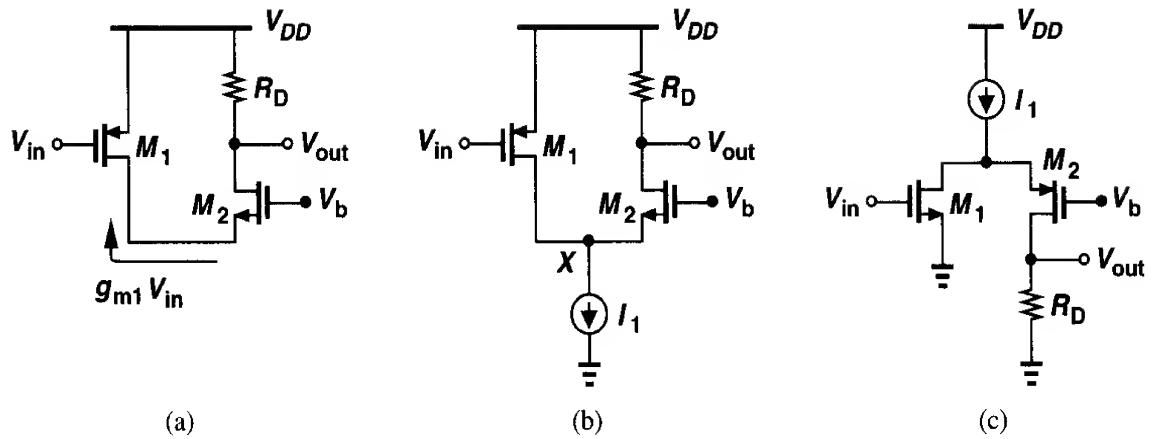 V_DD
R_D
V_in
M_1
V_out
M_2
V_b
g_m1 V_in
(a)
V_DD
R_D
V_in
M_1
V_out
M_2
V_b
X
I_1
(b)
V_DD
I_1
M_2
V_in
M_1
V_b
V_out
R_D
(c)